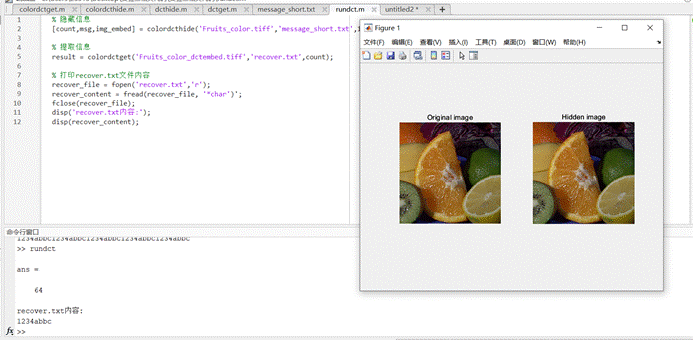 colordctget.m colordcthide.m dcthide.m dctget.m message_short.txt rundct.m untitled2 *
1 % 隐藏信息
2 [count,msg,img_embed] = colordcthide('fruits_color.tiff','message_short.txt',
3
4 % 提取信息
5 result = colordctget('fruits_color_dctembed.tiff','recover.txt',count);
6
7 % 打印recover.txt文件内容
8 recover_file = fopen('recover.txt','r');
9 recover_content = fread(recover_file, '*char')';
10 fclose(recover_file);
11 disp('recover.txt内容:');
12 disp(recover_content);
Figure 1
文件(F) 编辑(E) 查看(V) 插入(I) 工具(T) 桌面(D) 窗口(W) 帮助(H)
Original image Hidden image
命令行窗口
1234abbc1234abbc1234abbc1234abbc1234abbc
>> rundct
ans =
64
recover.txt内容:
1234abbc
fx >>